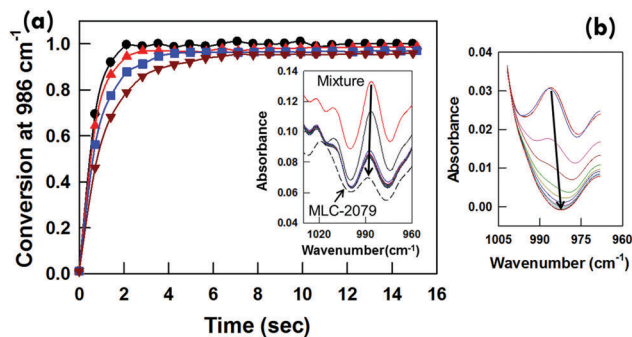 (a)
Conversion at 986 cm⁻¹
1.0
0.8
0.6
0.4
0.2
0.0
0 2 4 6 8 10 12 14 16
Time (sec)
Absorbance
0.14
0.12
0.10
0.08
0.06
0.04
Mixture
MLC-2079
1020 990 960
Wavenumber(cm⁻¹)
(b)
Absorbance
0.04
0.03
0.02
0.01
0.00
1005 990 975 960
Wavenumber (cm⁻¹)